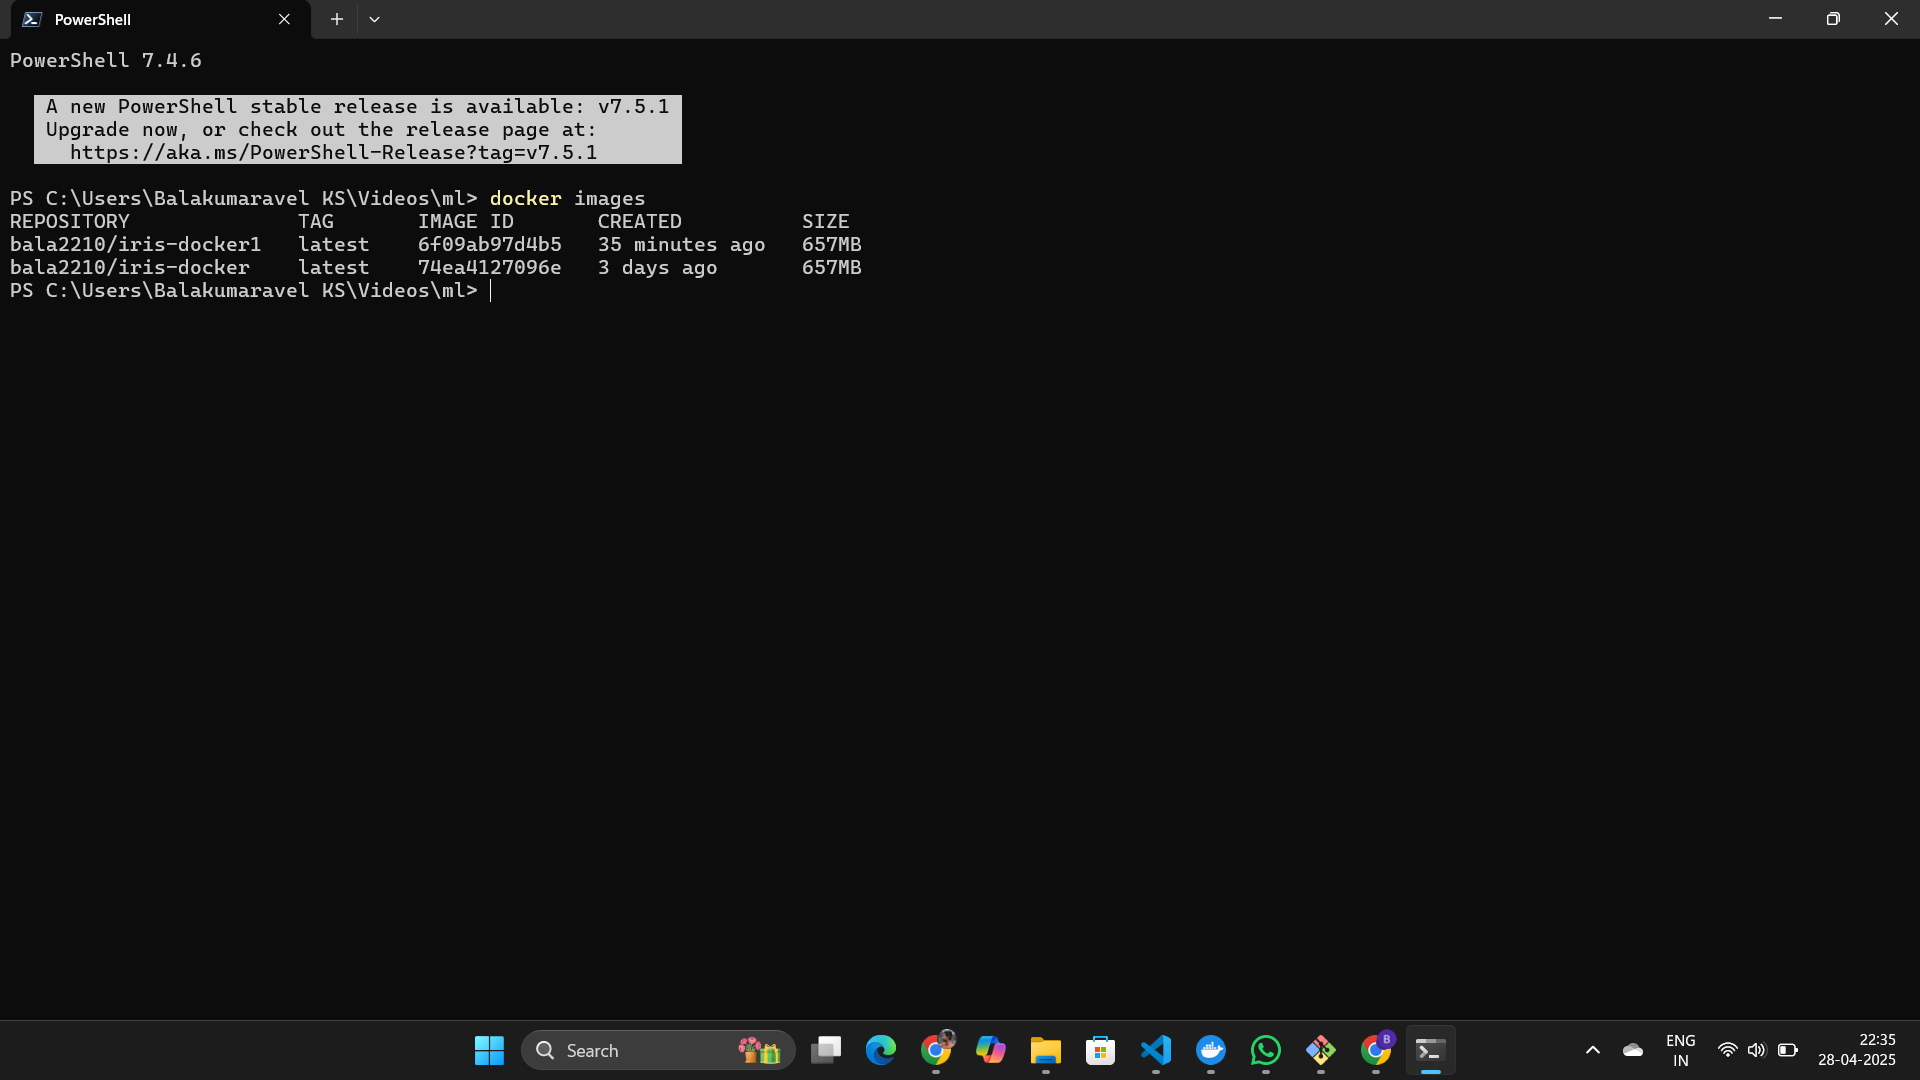 PowerShell
PowerShell 7.4.6
A new PowerShell stable release is available: v7.5.1
Upgrade now, or check out the release page at:
https://aka.ms/PowerShell-Release?tag=v7.5.1
PS C:\Users\Balakumaravel KS\Videos\ml> docker images
REPOSITORY TAG IMAGE ID CREATED SIZE
bala2210/iris-docker1 latest 6f09ab97d4b5 35 minutes ago 657MB
bala2210/iris-docker latest 74ea4127096e 3 days ago 657MB
PS C:\Users\Balakumaravel KS\Videos\ml>
Search
B
ENG
IN
22:35
28-04-2025